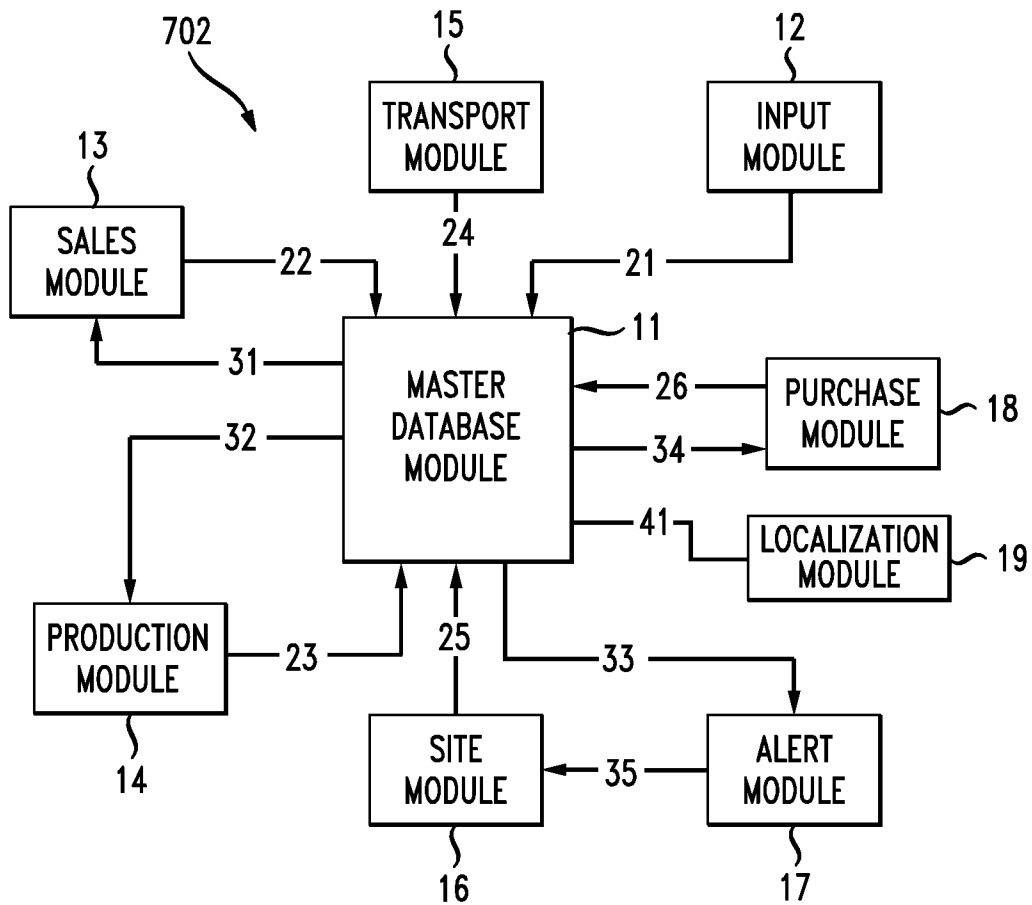 702
15
12
TRANSPORT
MODULE
INPUT
MODULE
13
SALES
MODULE
22
24
21
11
31
MASTER
DATABASE
MODULE
26
PURCHASE
MODULE
18
32
34
41
LOCALIZATION
MODULE
19
PRODUCTION
MODULE
23
25
33
14
SITE
MODULE
35
ALERT
MODULE
16
17